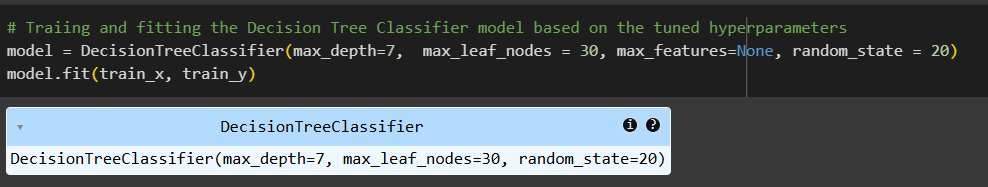 # Traiing and fitting the Decision Tree Classifier model based on the tuned hyperparameters
model = DecisionTreeClassifier(max_depth=7,  max_leaf_nodes = 30, max_features=None, random_state = 20)
model.fit(train_x, train_y)
DecisionTreeClassifier i ?
DecisionTreeClassifier(max_depth=7, max_leaf_nodes=30, random_state=20)